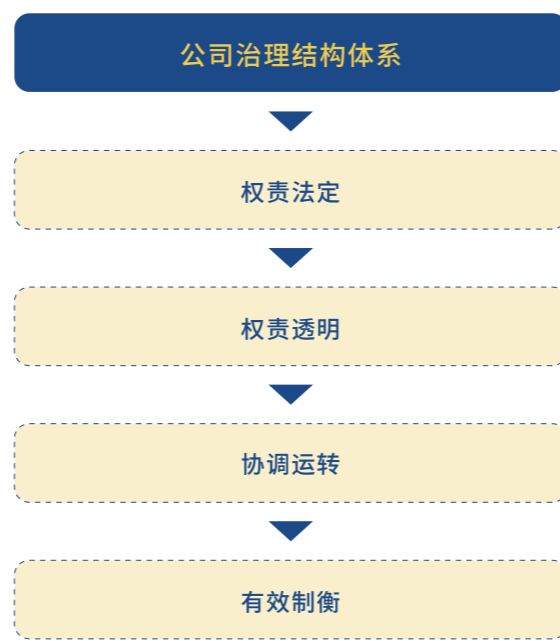 公司治理结构体系
权责法定
权责透明
协调运转
有效制衡